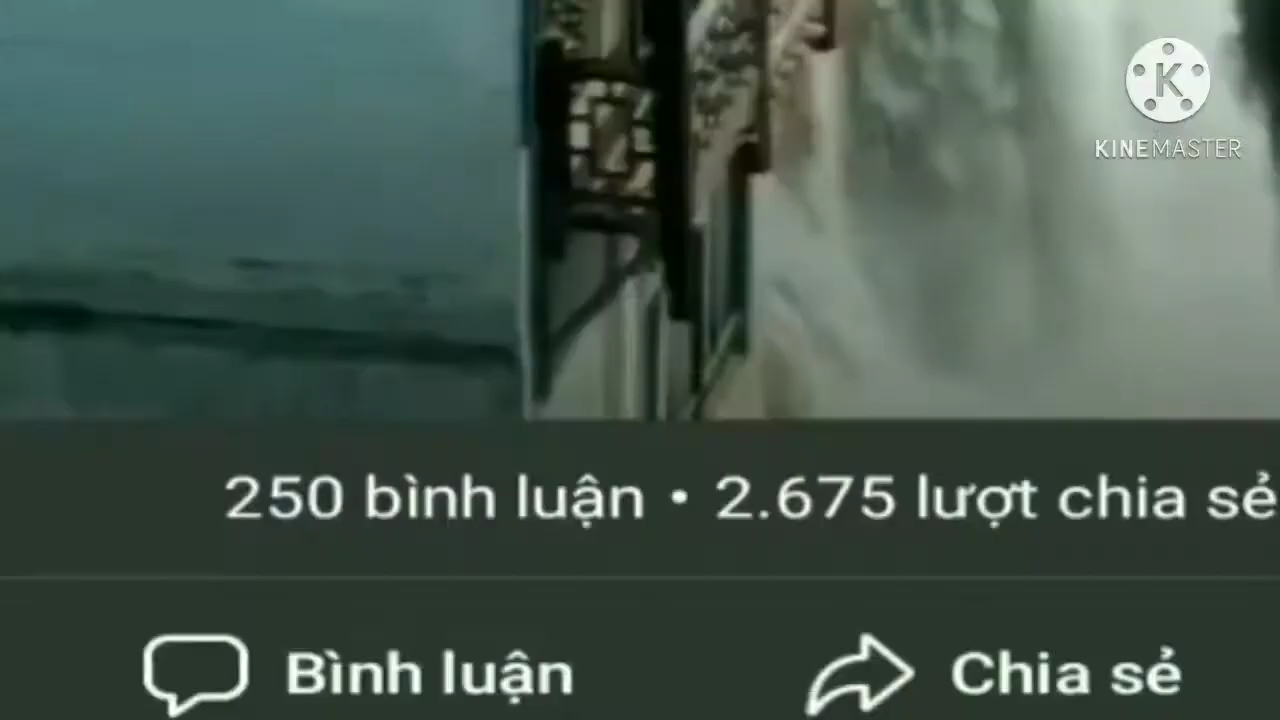 K
KINEMASTER
250 bình luận • 2.675 lượt chia sẻ
Bình luận
Chia sẻ